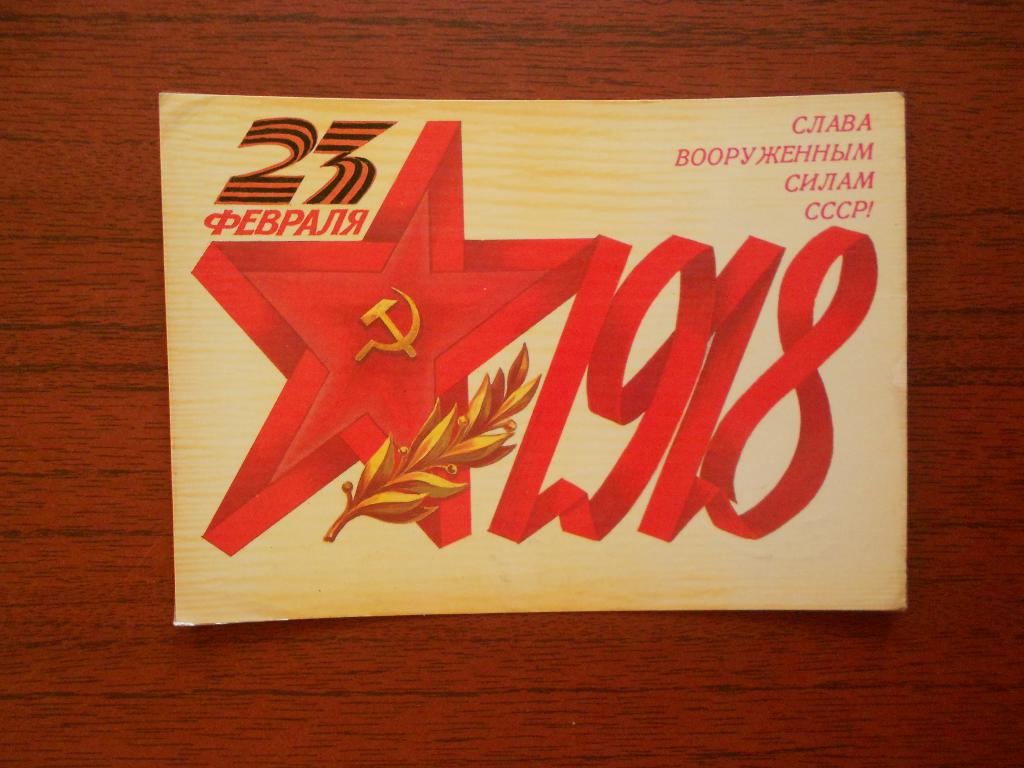 23
ФЕВРАЛЯ
СЛАВА
ВООРУЖЕННЫМ
СИЛАМ
СССР!
1918